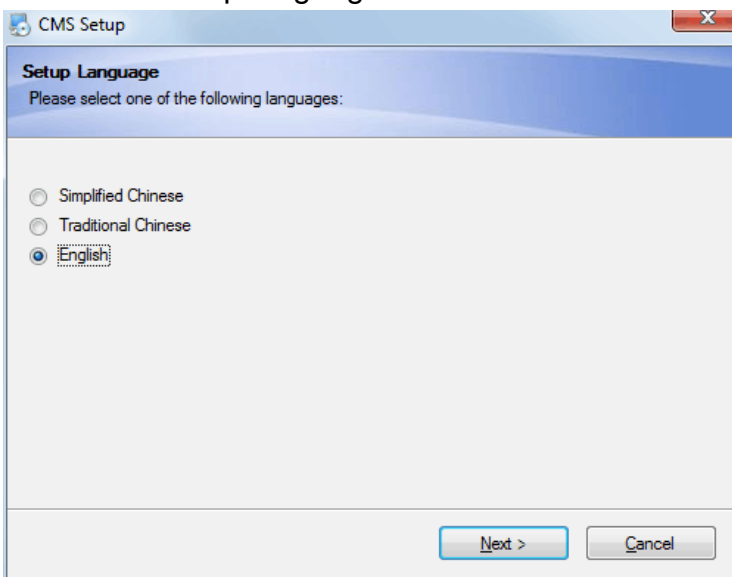 CMS Setup
Setup Language
Please select one of the following languages:
Simplified Chinese
Traditional Chinese
English
Next >
Cancel